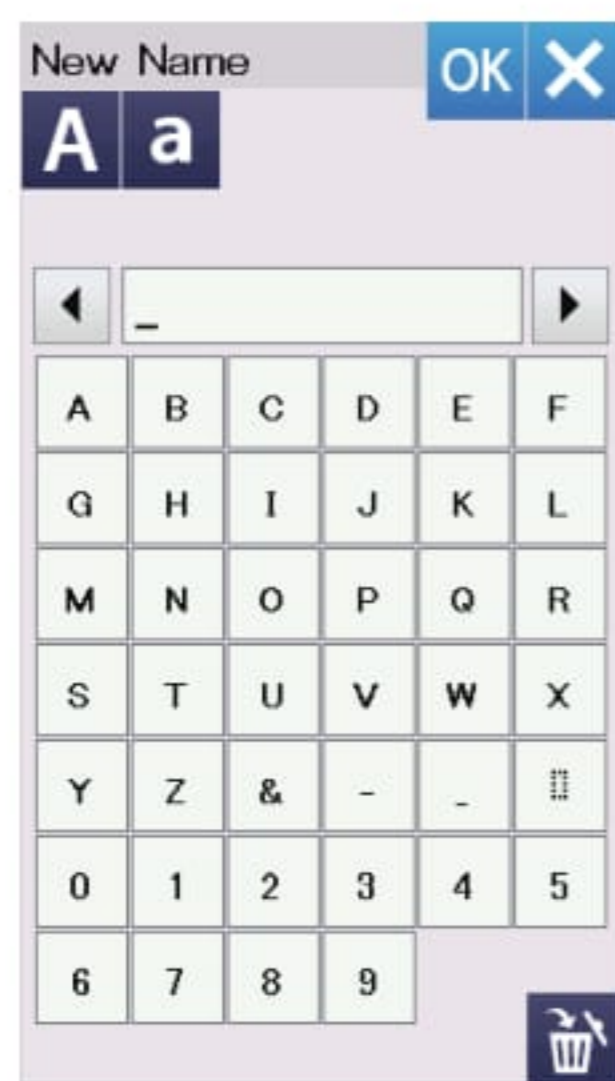 New Name OK
A a
_
A B C D E F
G H I J K L
M N O P Q R
S T U V W X
Y Z & - _
0 1 2 3 4 5
6 7 8 9